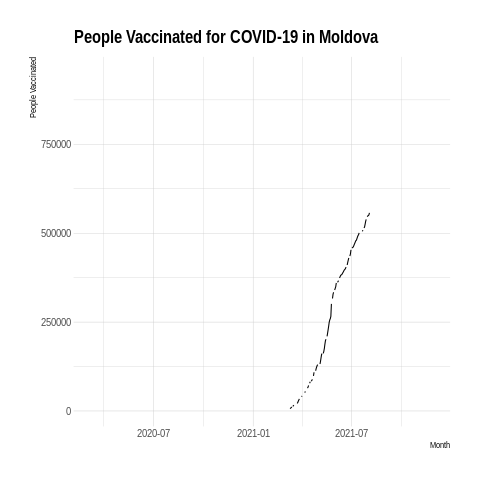 People Vaccinated for COVID-19 in Moldova
People Vaccinated
750000
500000
250000
0
2020-07
2021-01
2021-07
Month